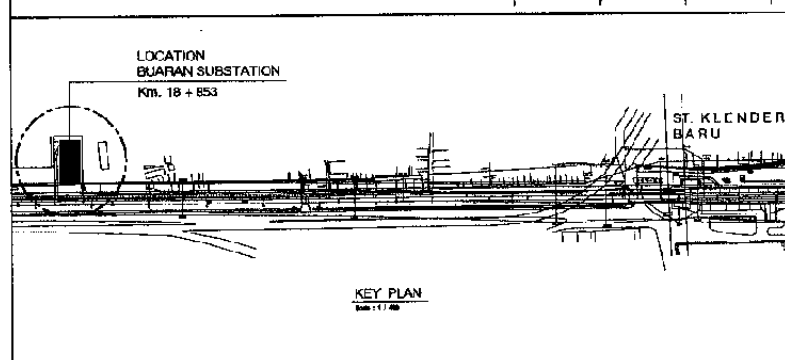 LOCATION
BUARAN SUBSTATION
Km. 18 + 853
ST. KLENDER
BARU
KEY PLAN